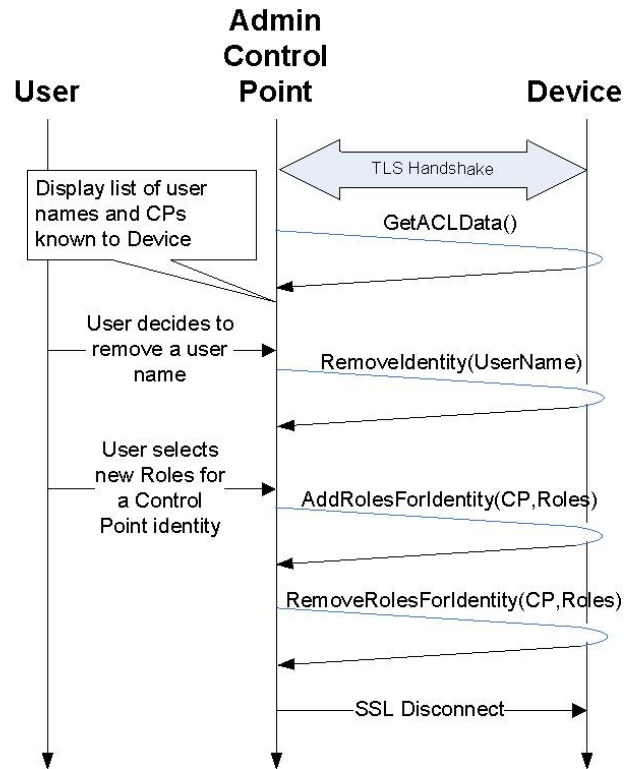 Admin
Control
Point
User
Device
TLS Handshake
Display list of user
names and CPs
known to Device
GetACLData()
User decides to
remove a user
name
RemoveIdentity(UserName)
User selects
new Roles for
a Control
Point identity
AddRolesForIdentity(CP,Roles)
RemoveRolesForIdentity(CP,Roles)
SSL Disconnect